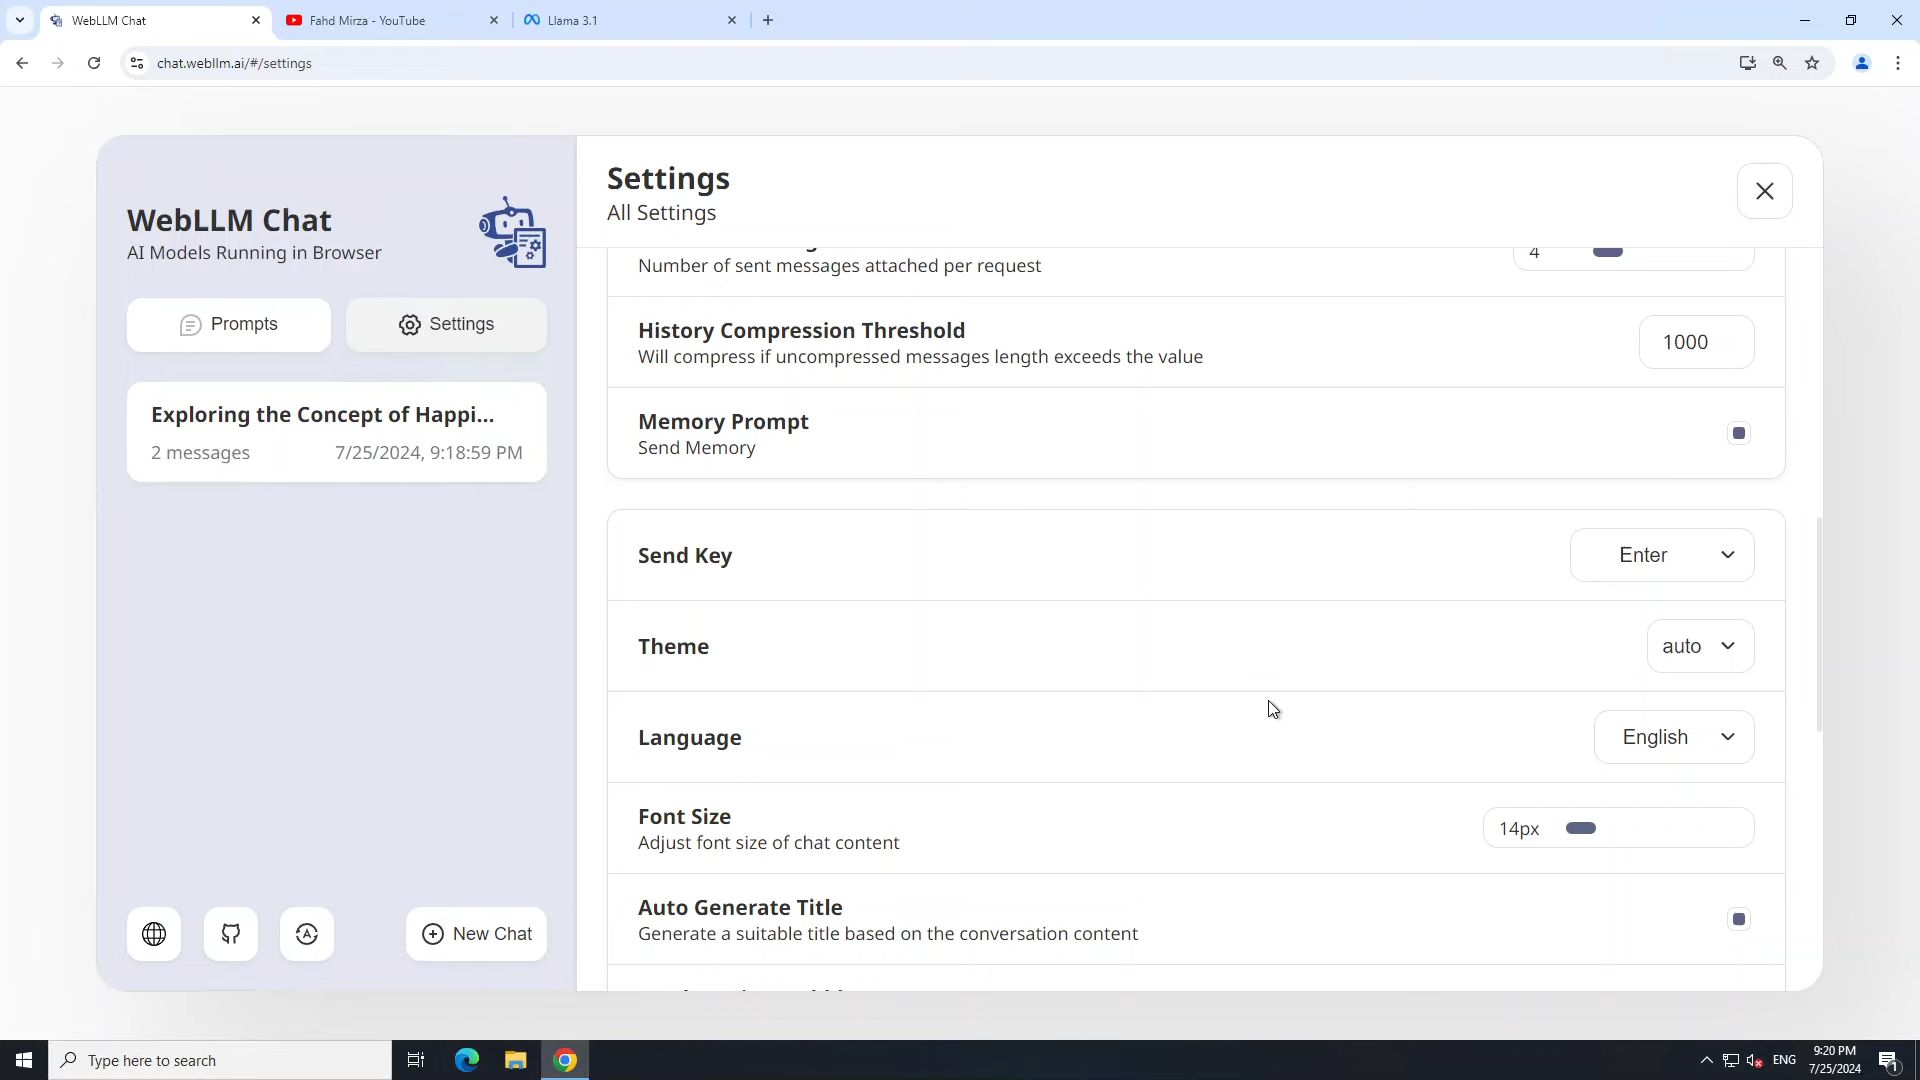 WebLLM Chat
Fahd Mirza - YouTube
Llama 3.1
chat.webllm.ai/#/settings
WebLLM Chat
AI Models Running in Browser
Prompts
Settings
Exploring the Concept of Happi...
2 messages
7/25/2024, 9:18:59 PM
New Chat
Settings
All Settings
4
Number of sent messages attached per request
History Compression Threshold
Will compress if uncompressed messages length exceeds the value
1000
Memory Prompt
Send Memory
Send Key
Enter
Theme
auto
Language
English
Font Size
Adjust font size of chat content
14px
Auto Generate Title
Generate a suitable title based on the conversation content
Type here to search
ENG
9:20 PM
7/25/2024
1